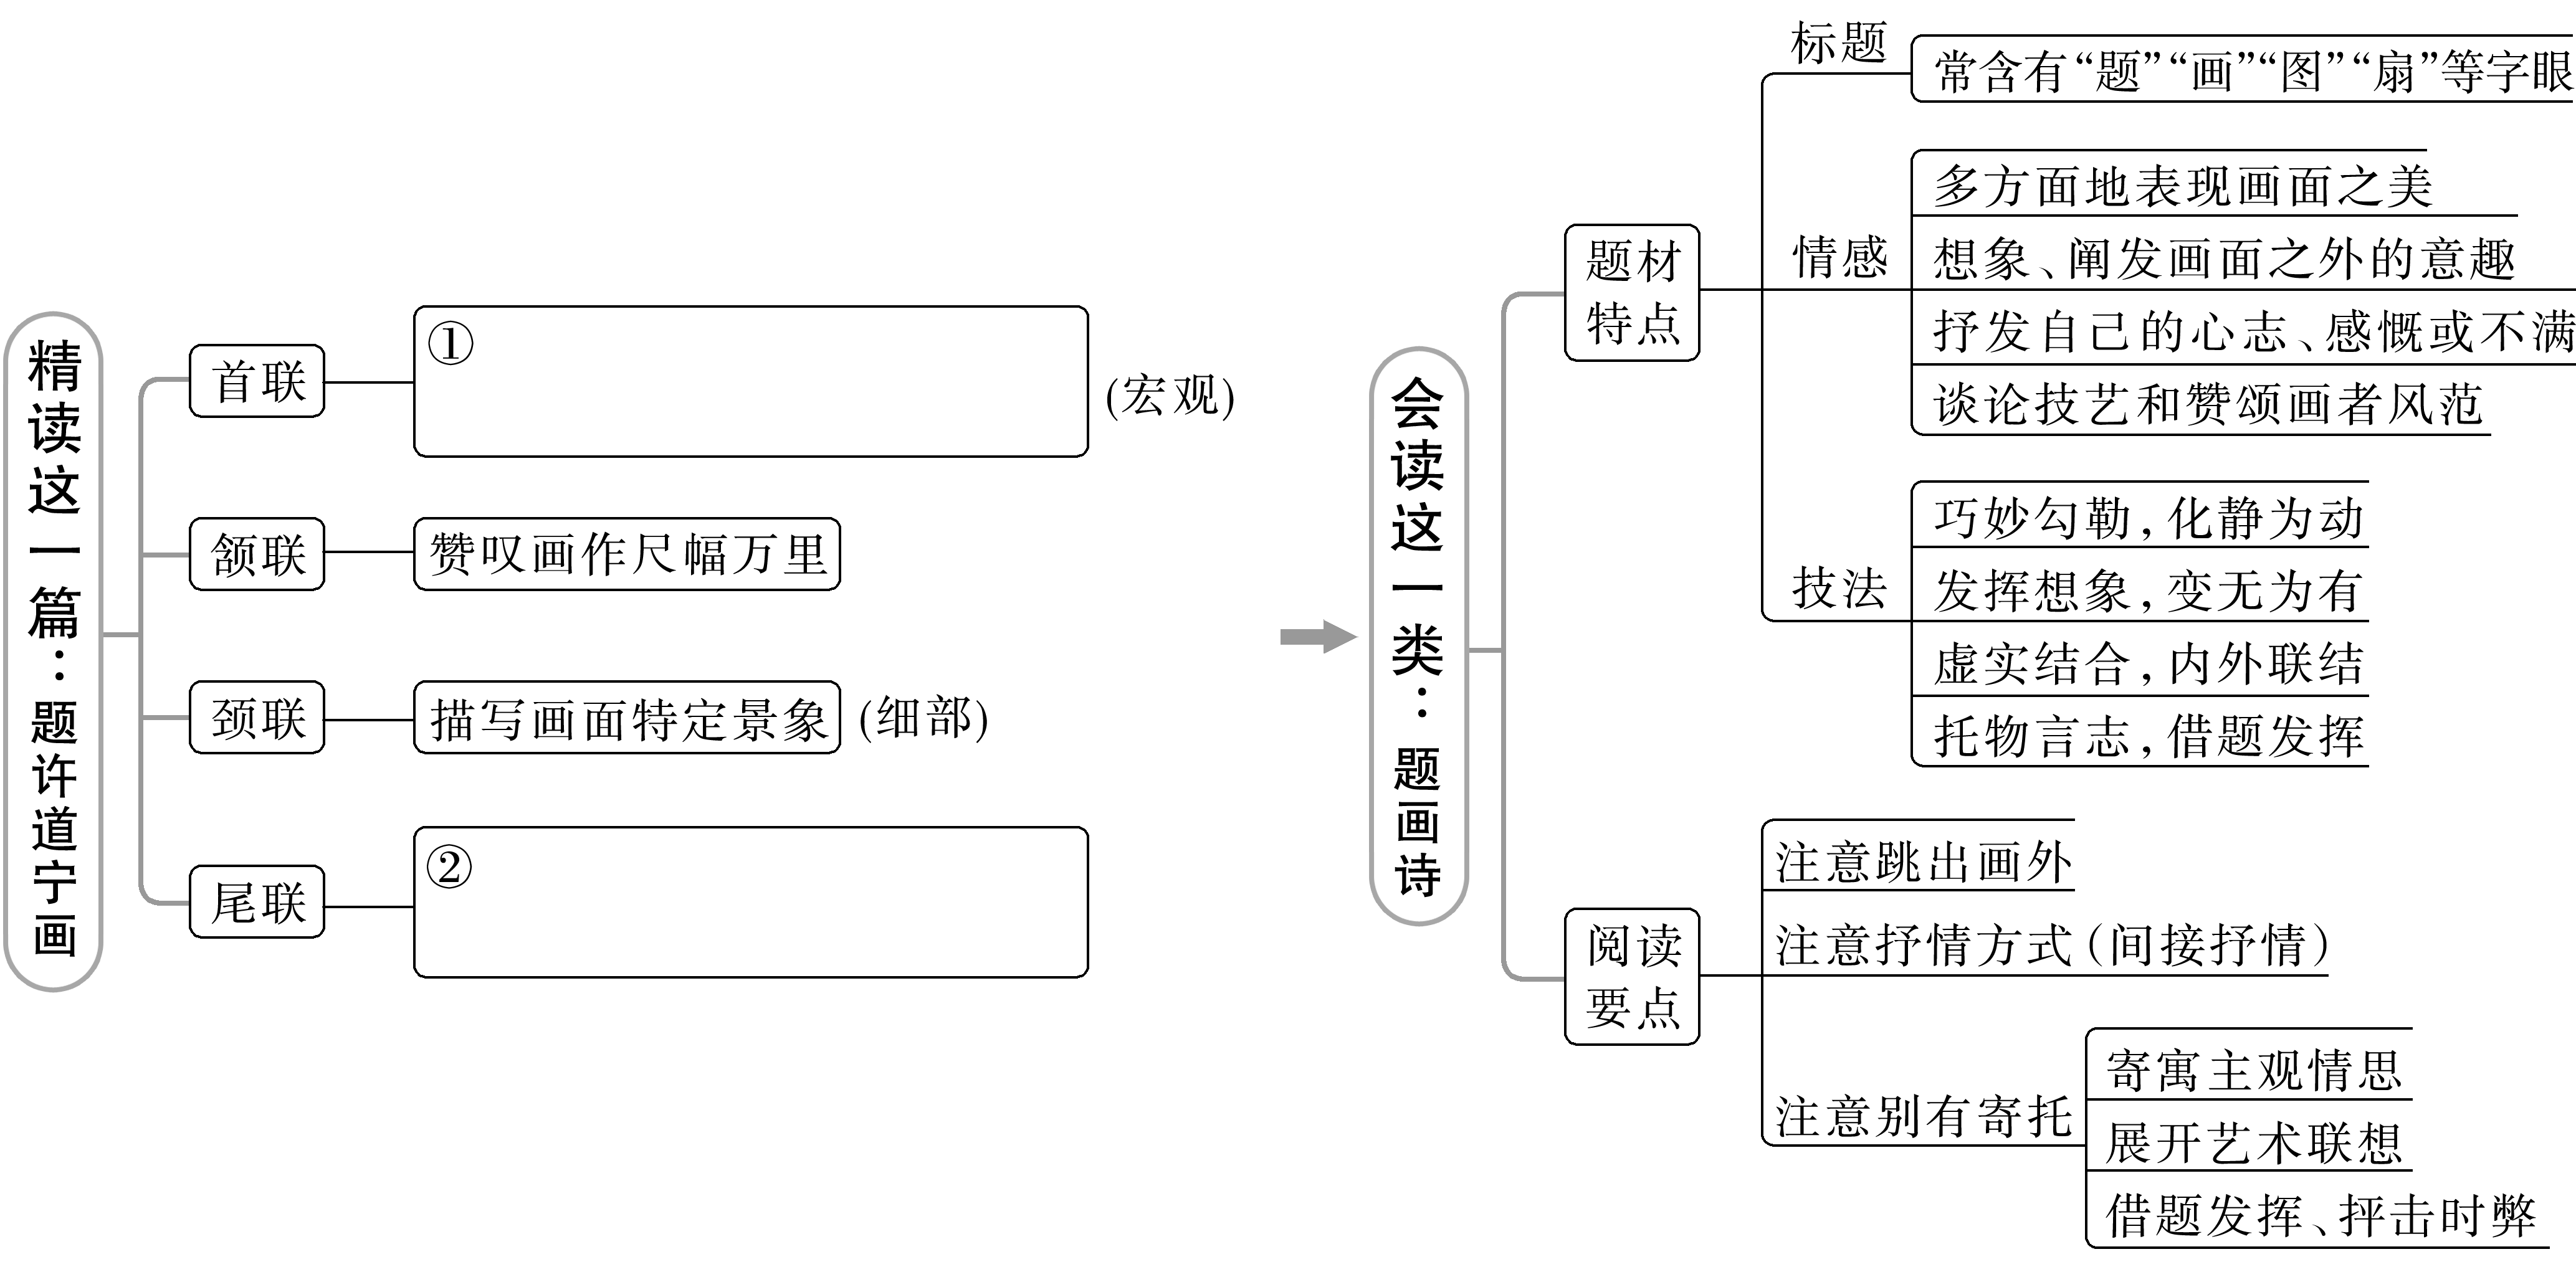 精读这一篇：题许道宁画
首联
①
(宏观)
颔联
赞叹画作尺幅万里
颈联
描写画面特定景象
(细部)
尾联
②
会读这一类：题画诗
题材
特点
标题
常含有“题”“画”“图”“扇”等字眼
情感
多方面地表现画面之美
想象、阐发画面之外的意趣
抒发自己的心志、感慨或不满
谈论技艺和赞颂画者风范
技法
巧妙勾勒,化静为动
发挥想象,变无为有
虚实结合,内外联结
托物言志,借题发挥
阅读
要点
注意跳出画外
注意抒情方式(间接抒情)
注意别有寄托
寄寓主观情思
展开艺术联想
借题发挥、抨击时弊